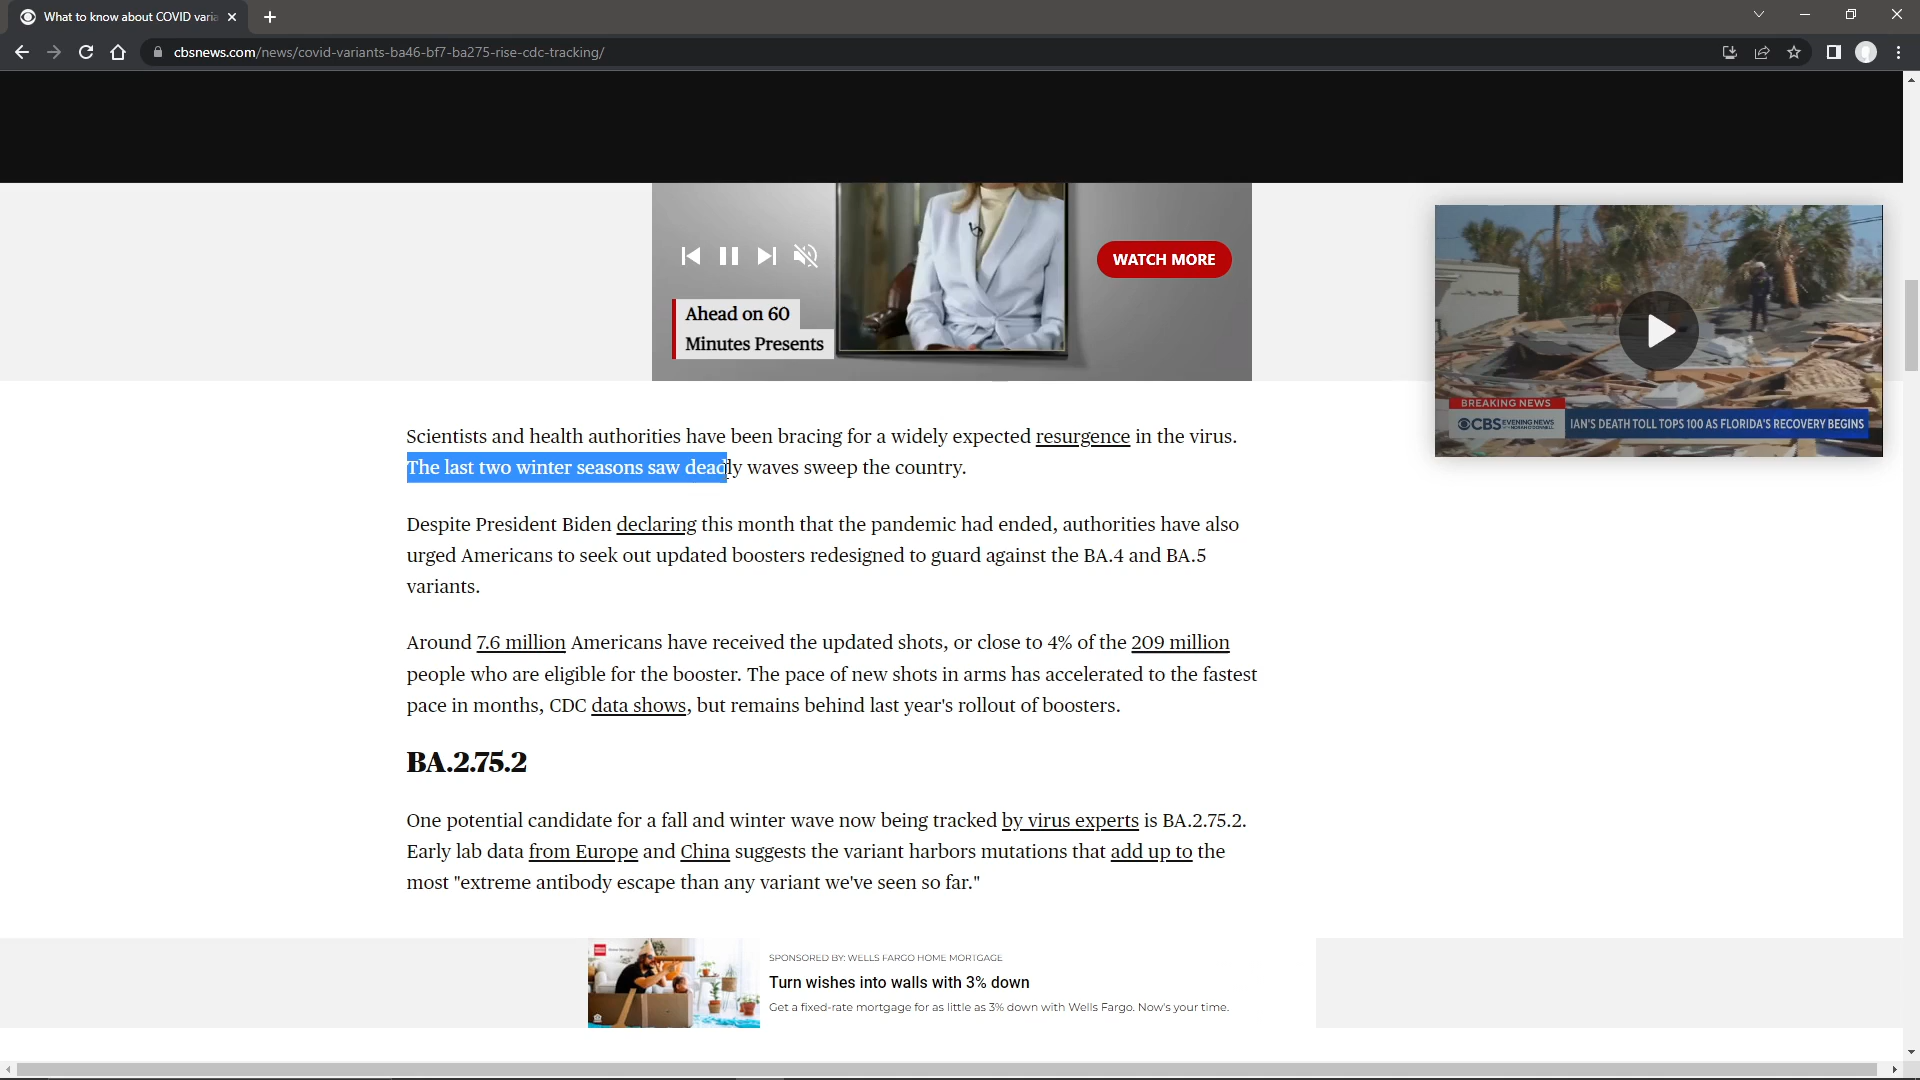 What to know about COVID varia
cbsnews.com/news/covid-variants-ba46-bf7-ba275-rise-cdc-tracking/
WATCH MORE
Ahead on 60
Minutes Presents
BREAKING NEWS
CBS EVENING NEWS
IAN'S DEATH TOLL TOPS 100 AS FLORIDA'S RECOVERY BEGINS
Scientists and health authorities have been bracing for a widely expected resurgence in the virus.
The last two winter seasons saw deadly waves sweep the country.
Despite President Biden declaring this month that the pandemic had ended, authorities have also
urged Americans to seek out updated boosters redesigned to guard against the BA.4 and BA.5
variants.
Around 7.6 million Americans have received the updated shots, or close to 4% of the 209 million
people who are eligible for the booster. The pace of new shots in arms has accelerated to the fastest
pace in months, CDC data shows, but remains behind last year's rollout of boosters.
BA.2.75.2
One potential candidate for a fall and winter wave now being tracked by virus experts is BA.2.75.2.
Early lab data from Europe and China suggests the variant harbors mutations that add up to the
most "extreme antibody escape than any variant we've seen so far."
SPONSORED BY: WELLS FARGO HOME MORTGAGE
Turn wishes into walls with 3% down
Get a fixed-rate mortgage for as little as 3% down with Wells Fargo. Now's your time.